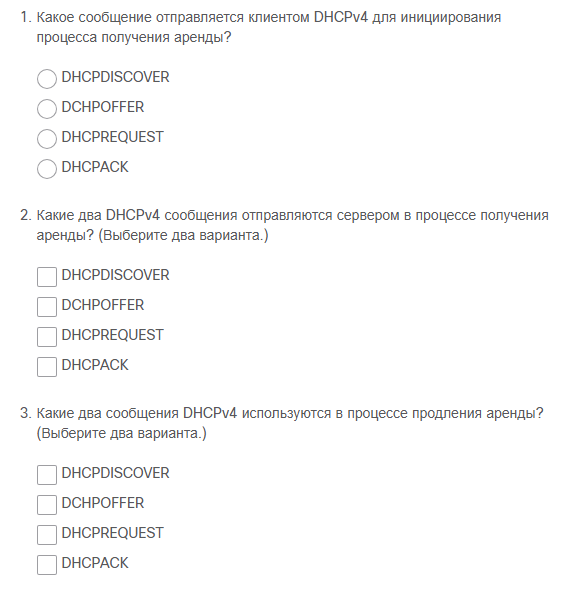 1. Какое сообщение отправляется клиентом DHCPv4 для инициирования
процесса получения аренды?
DHCPDISCOVER
DCHPOFFER
DHCPREQUEST
DHCPACK
2. Какие два DHCPv4 сообщения отправляются сервером в процессе получения
аренды? (Выберите два варианта.)
DHCPDISCOVER
DCHPOFFER
DHCPREQUEST
DHCPACK
3. Какие два сообщения DHCPv4 используются в процессе продления аренды?
(Выберите два варианта.)
DHCPDISCOVER
DCHPOFFER
DHCPREQUEST
DHCPACK